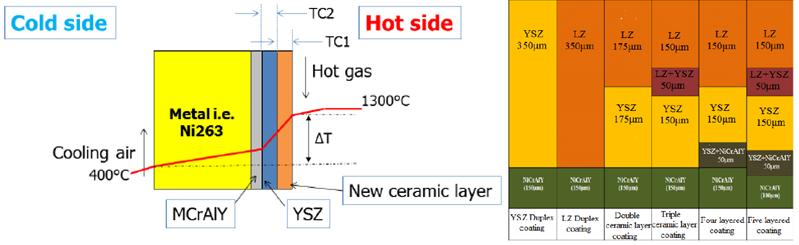 Cold side
TC2
TC1
Hot side
Hot gas
Metal i.e.
Ni263
1300°C
ΔT
Cooling air
400°C
New ceramic layer
MCrAlY
YSZ
YSZ
350µm
LZ
350µm
LZ
175µm
LZ
150µm
LZ
150µm
LZ
150µm
LZ+YSZ
50µm
LZ+YSZ
50µm
YSZ
175µm
YSZ
150µm
YSZ
150µm
YSZ
150µm
YSZ+NiCrAlY
50µm
YSZ+NiCrAlY
50µm
NiCrAlY
(150µm)
NiCrAlY
(150µm)
NiCrAlY
(150µm)
NiCrAlY
(150µm)
NiCrAlY
(150µm)
NiCrAlY
(100µm)
YSZ Duplex
coating
LZ Duplex
coating
Double
ceramic layer
coating
Triple
ceramic layer
coating
Four layered
coating
Five layered
coating